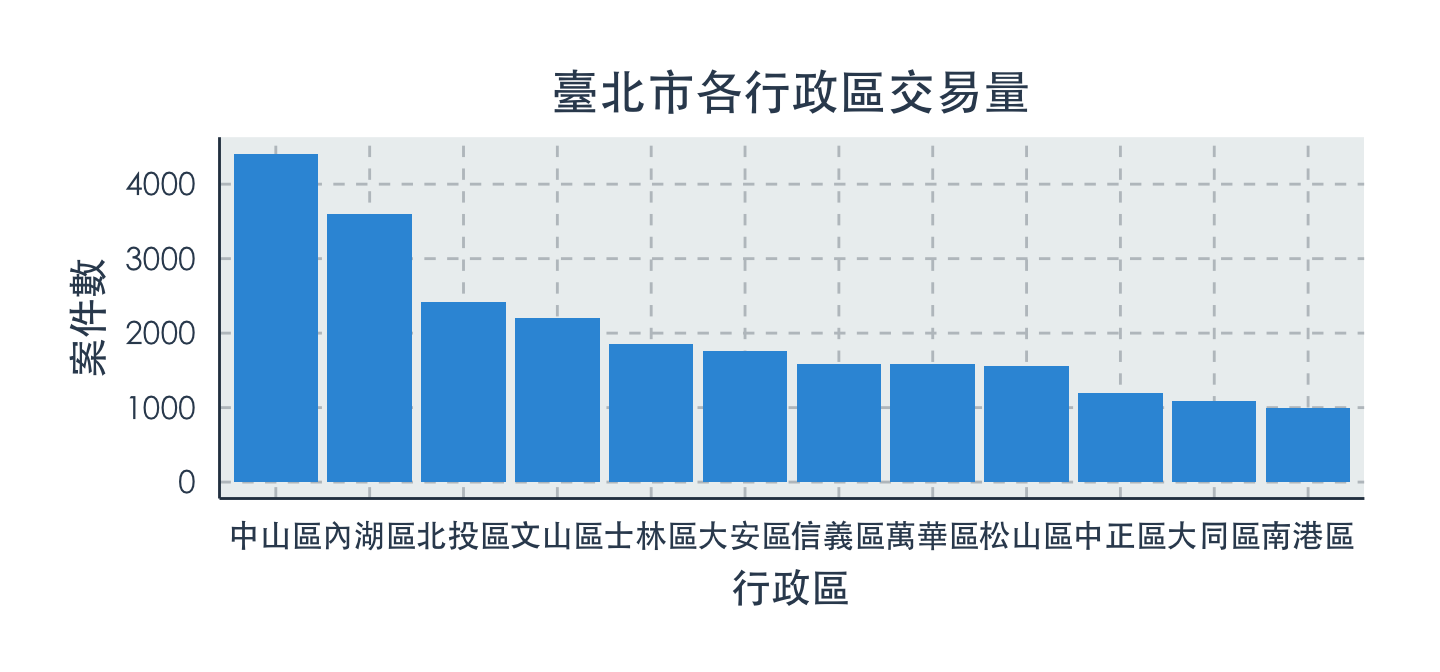 臺北市各行政區交易量
案件數
4000
3000
2000
1000
0
中山區 內湖區 北投區 文山區 士林區 大安區 信義區 萬華區 松山區 中正區 大同區 南港區
行政區